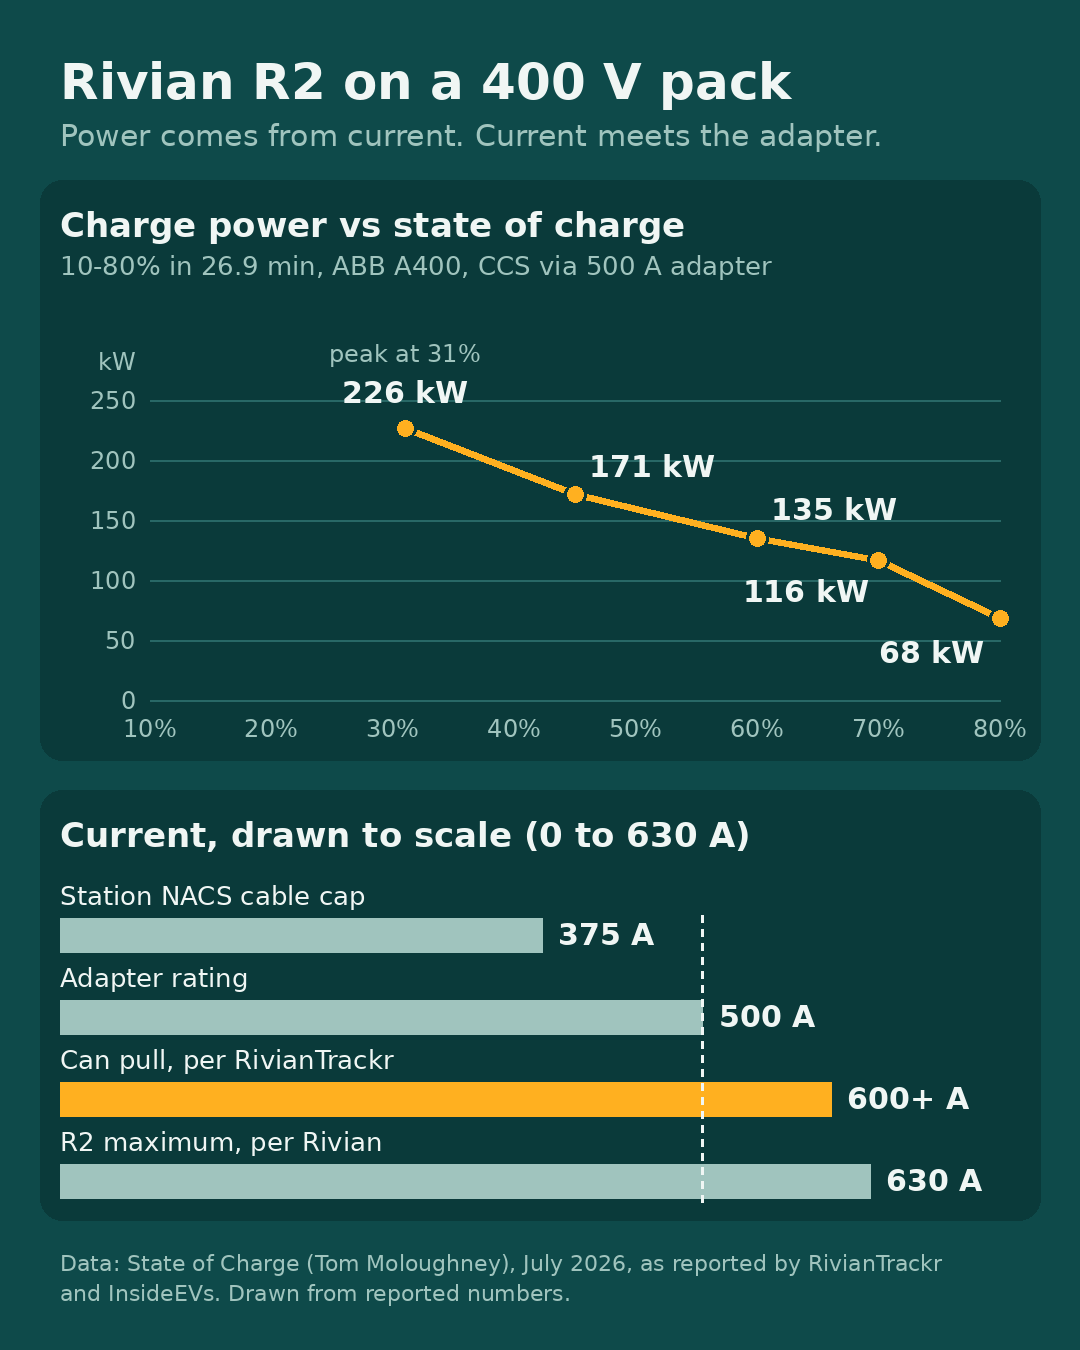 Rivian R2 on a 400 V pack
Power comes from current. Current meets the adapter.
Charge power vs state of charge
10-80% in 26.9 min, ABB A400, CCS via 500 A adapter
kW
peak at 31%
226 kW
250
200
171 kW
150
135 kW
100
116 kW
50
68 kW
0
10% 20% 30% 40% 50% 60% 70% 80%
Current, drawn to scale (0 to 630 A)
Station NACS cable cap
375 A
Adapter rating
500 A
Can pull, per RivianTrackr
600+ A
R2 maximum, per Rivian
630 A
Data: State of Charge (Tom Moloughney), July 2026, as reported by RivianTrackr
and InsideEVs. Drawn from reported numbers.